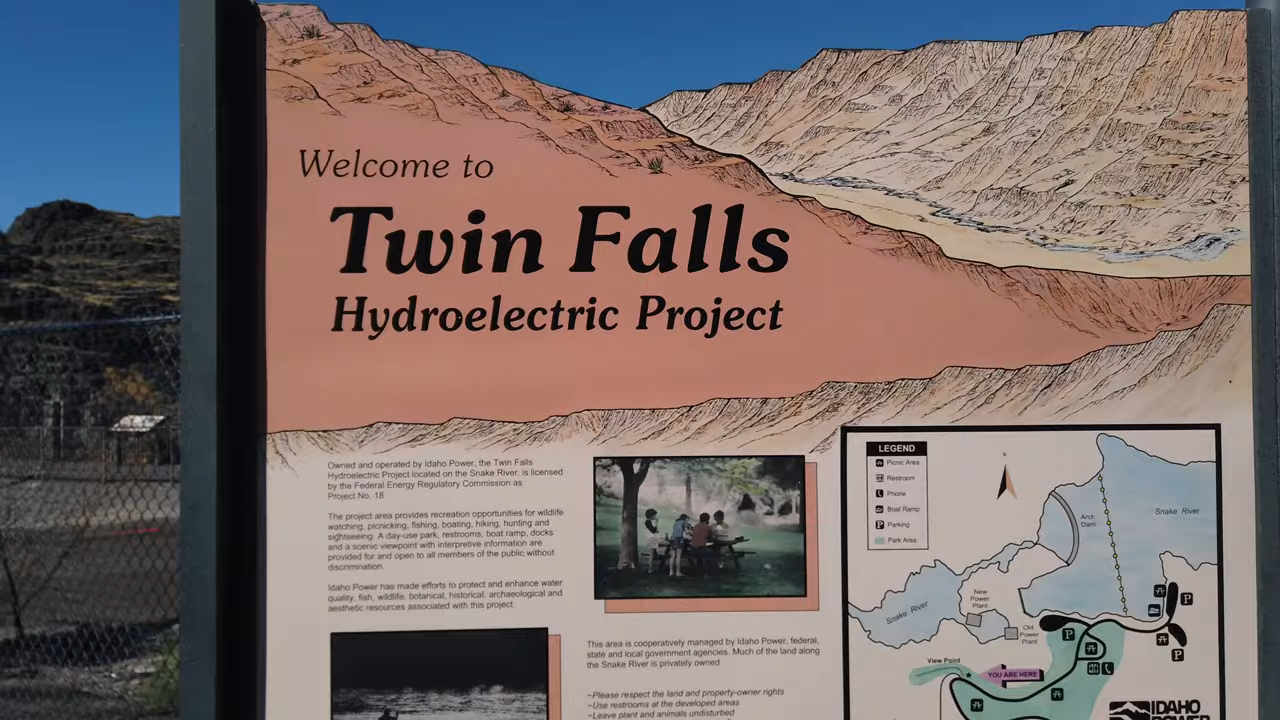 Welcome to
Twin Falls
Hydroelectric Project
Owned and operated by Idaho Power, the Twin Falls
Hydroelectric Project located on the Snake River, is licensed
by the Federal Energy Regulatory Commission as
Project No. 18
The project area provides recreation opportunities for wildlife
watching, picnicking, fishing, boating, hiking, hunting and
sightseeing. A day-use park, restrooms, boat ramp, docks
and a scenic viewpoint with interpretive information are
provided for and open to all members of the public without
discrimination.
Idaho Power has made efforts to protect and enhance water
quality, fish, wildlife, botanical, historical, archaeological and
aesthetic resources associated with this project.
This area is cooperatively managed by Idaho Power, federal,
state and local government agencies. Much of the land along
the Snake River is privately owned
~Please respect the land and property-owner rights
~Use restrooms at the developed areas
~Leave plant and animals undisturbed
LEGEND
Picnic Area
Restroom
Phone
Boat Ramp
P Parking
Park Area
N
Arch
Dam
Snake River
Snake River
New
Power
Plant
Old
Power
Plant
P
P
P
View Point
YOU ARE HERE
IDAHO
POWER